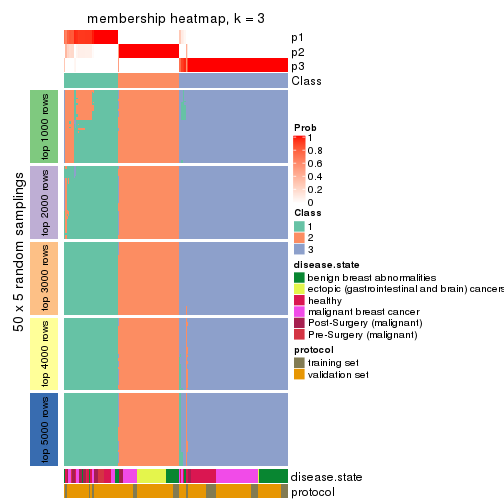 membership heatmap, k = 3
p1
p2
p3
Class
50 x 5 random samplings
top 1000 rows
top 2000 rows
top 3000 rows
top 4000 rows
top 5000 rows
Prob
1
0.8
0.6
0.4
0.2
0
Class
1
2
3
disease.state
benign breast abnormalities
ectopic (gastrointestinal and brain) cancers
healthy
malignant breast cancer
Post-Surgery (malignant)
Pre-Surgery (malignant)
protocol
training set
validation set
disease.state
protocol